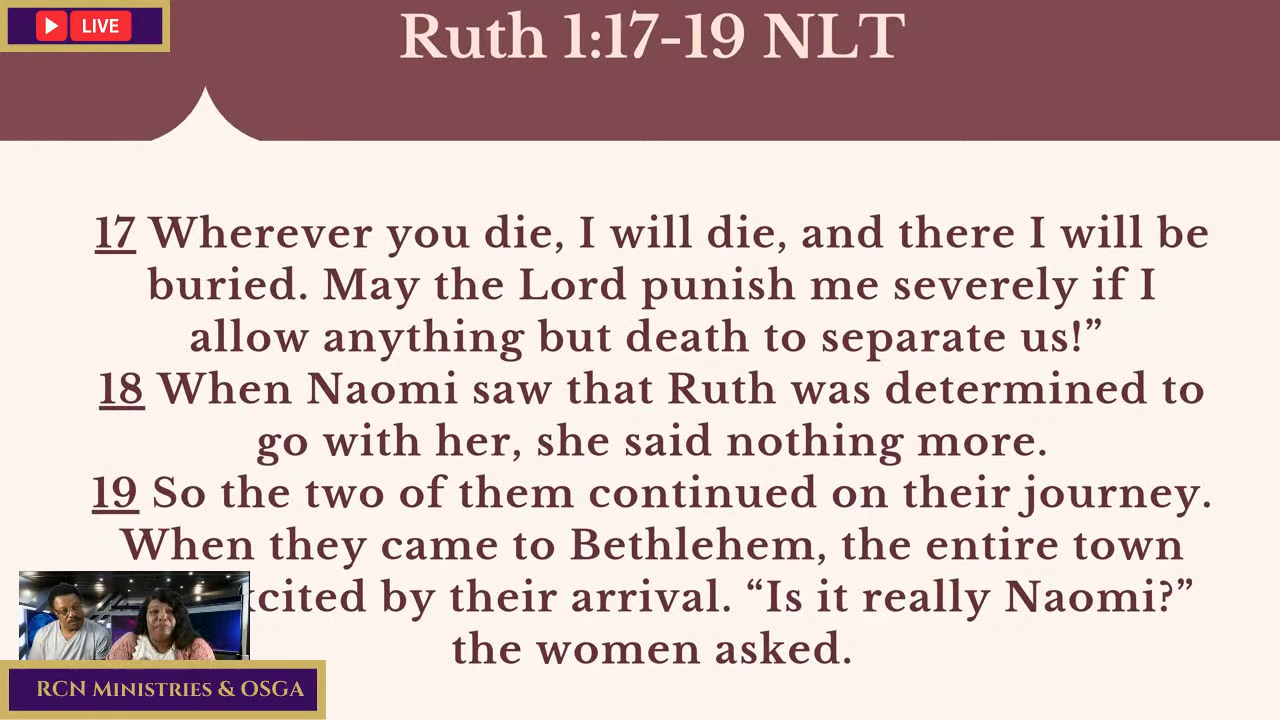 LIVE
Ruth 1:17-19 NLT
17 Wherever you die, I will die, and there I will be
buried. May the Lord punish me severely if I
allow anything but death to separate us!”
18 When Naomi saw that Ruth was determined to
go with her, she said nothing more.
19 So the two of them continued on their journey.
When they came to Bethlehem, the entire town
by their arrival. “Is it really Naomi?”
the women asked.
RCN Ministries & OSGA